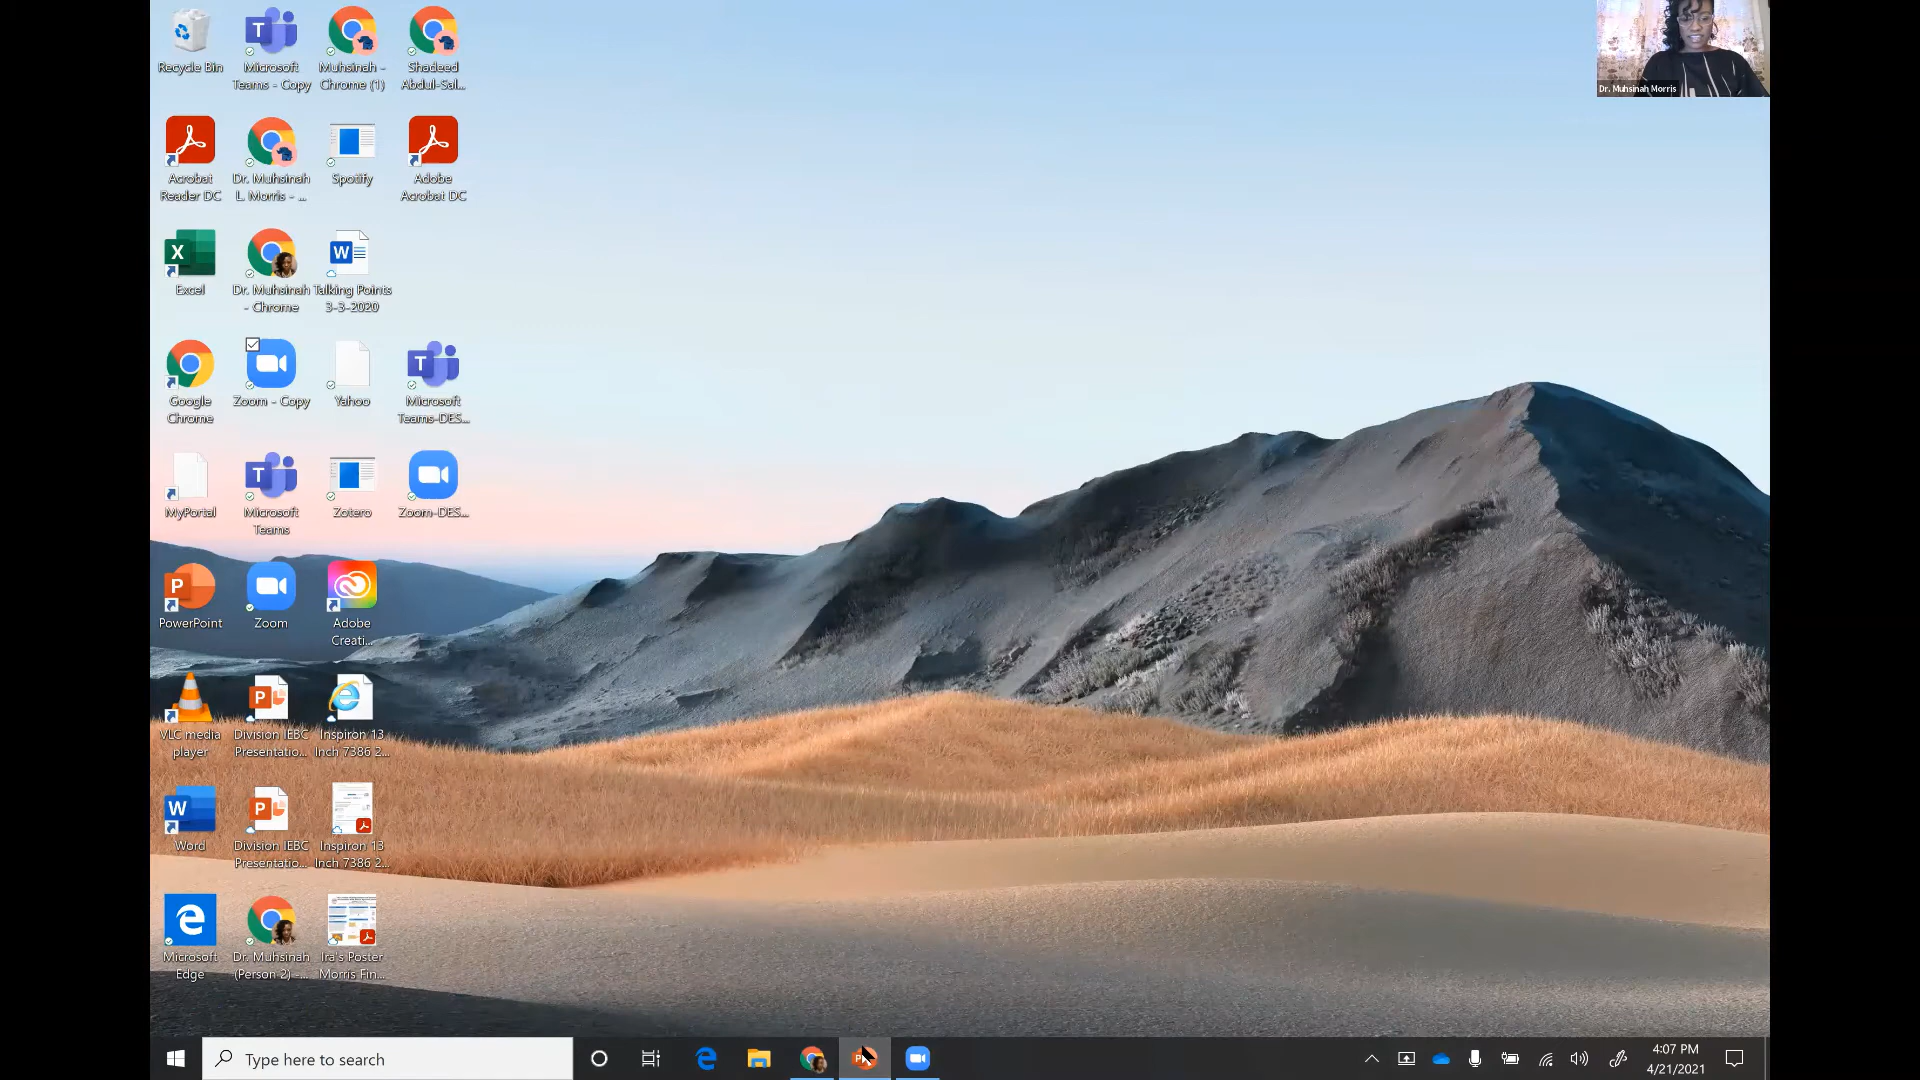 Recycle Bin
Microsoft
Teams - Copy
Muhsinah -
Chrome (1)
Shadeed
Abdul-Sal...
Dr. Muhsinah Morris
Acrobat
Reader DC
Dr. Muhsinah
L. Morris - ...
Spotify
Adobe
Acrobat DC
Excel
Dr. Muhsinah
- Chrome
Talking Points
3-3-2020
Google
Chrome
Zoom - Copy
Yahoo
Microsoft
Teams-DES...
MyPortal
Microsoft
Teams
Zotero
Zoom-DES...
PowerPoint
Zoom
Adobe
Creati...
VLC media
player
Division IEBC
Presentatio...
Inspiron 13
Inch 7386 2...
Word
Division IEBC
Presentatio...
Inspiron 13
Inch 7386 2...
Microsoft
Edge
Dr. Muhsinah
(Person 2) -...
Ira's Poster
Morris Fin...
Type here to search
4:07 PM
4/21/2021